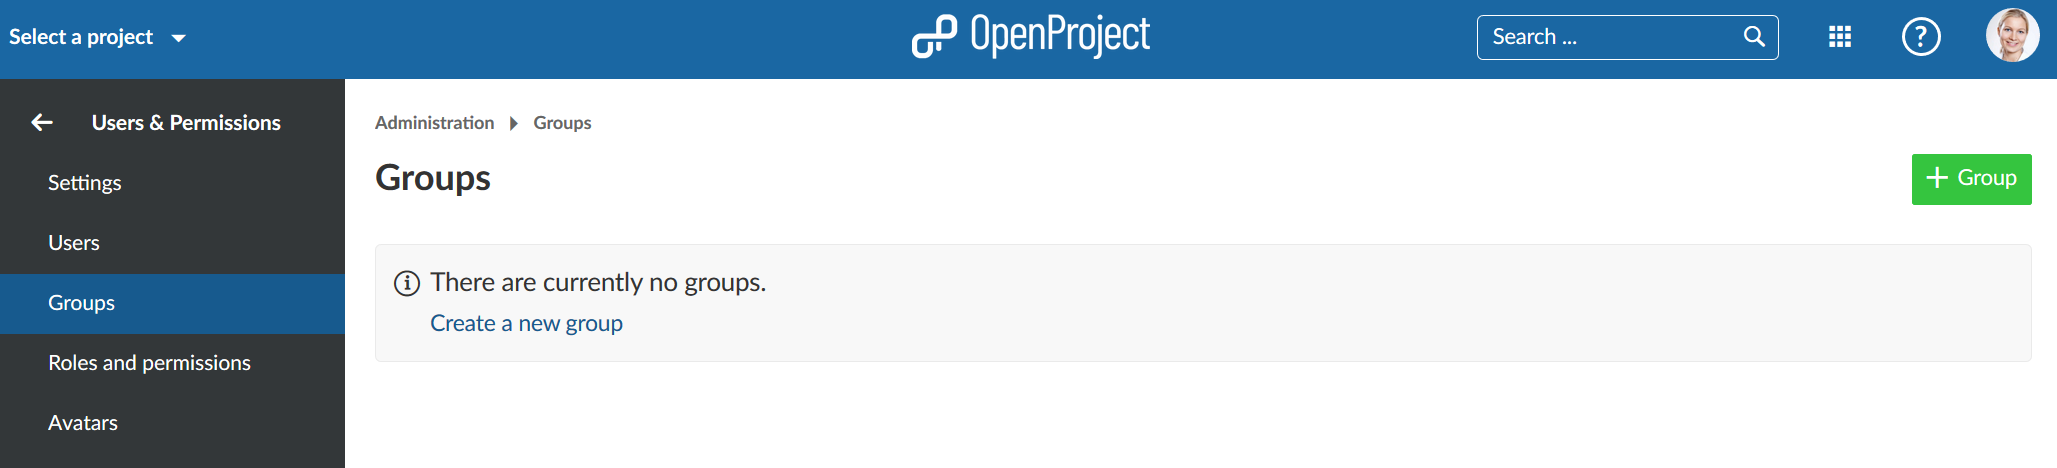 Select a project
OpenProject
Search ...
?
Users & Permissions
Settings
Users
Groups
Roles and permissions
Avatars
Administration Groups
Groups
+ Group
There are currently no groups.
Create a new group